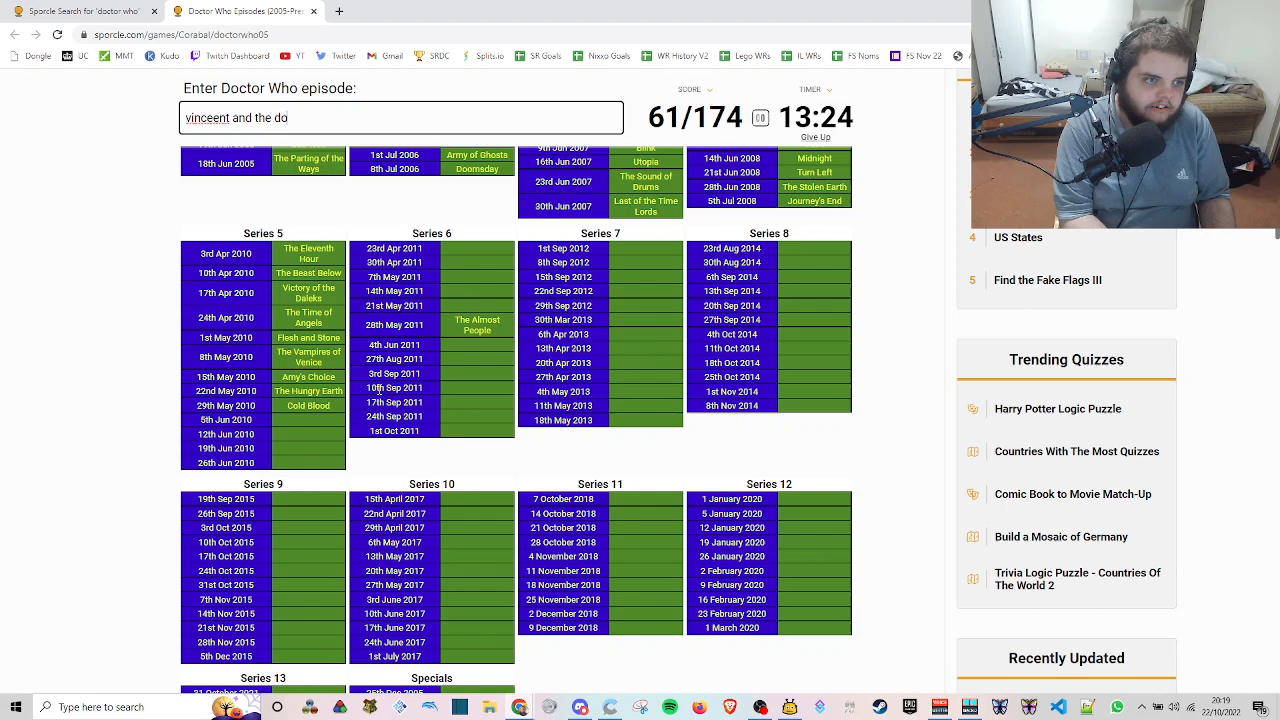 Sporcle Search for 'doctor who'
Doctor Who Episodes (2005-Pre
sporcle.com/games/Corabal/doctorwho05
Dongle UC MMT Kudo YT Twitter Gmail SRDC Splits.io SR Goals Nixxo Goals WR History V2 Lego WRs IL WRs FS Noms FS Nov 22 A
Enter Doctor Who episode:
vinceent and the do
SCORE
61/174
TIMER
13:24
Give Up
18th Jun 2005 The Parting of the Ways
1st Jul 2006 Army of Ghosts
8th Jul 2006 Doomsday
9th Jun 2007 Blink
16th Jun 2007 Utopia
23rd Jun 2007 The Sound of Drums
30th Jun 2007 Last of the Time Lords
14th Jun 2008 Midnight
21st Jun 2008 Turn Left
28th Jun 2008 The Stolen Earth
5th Jul 2008 Journey's End
Series 5
3rd Apr 2010 The Eleventh Hour
10th Apr 2010 The Beast Below
17th Apr 2010 Victory of the Daleks
24th Apr 2010 The Time of Angels
1st May 2010 Flesh and Stone
8th May 2010 The Vampires of Venice
15th May 2010 Amy's Choice
22nd May 2010 The Hungry Earth
29th May 2010 Cold Blood
5th Jun 2010
12th Jun 2010
19th Jun 2010
26th Jun 2010
Series 6
23rd Apr 2011
30th Apr 2011
7th May 2011
14th May 2011
21st May 2011
28th May 2011 The Almost People
4th Jun 2011
27th Aug 2011
3rd Sep 2011
10th Sep 2011
17th Sep 2011
24th Sep 2011
1st Oct 2011
Series 7
1st Sep 2012
8th Sep 2012
15th Sep 2012
22nd Sep 2012
29th Sep 2012
30th Mar 2013
6th Apr 2013
13th Apr 2013
20th Apr 2013
27th Apr 2013
4th May 2013
11th May 2013
18th May 2013
Series 8
23rd Aug 2014
30th Aug 2014
6th Sep 2014
13th Sep 2014
20th Sep 2014
27th Sep 2014
4th Oct 2014
11th Oct 2014
18th Oct 2014
25th Oct 2014
1st Nov 2014
8th Nov 2014
Series 9
19th Sep 2015
26th Sep 2015
3rd Oct 2015
10th Oct 2015
17th Oct 2015
24th Oct 2015
31st Oct 2015
7th Nov 2015
14th Nov 2015
21st Nov 2015
28th Nov 2015
5th Dec 2015
Series 10
15th April 2017
22nd April 2017
29th April 2017
6th May 2017
13th May 2017
20th May 2017
27th May 2017
3rd June 2017
10th June 2017
17th June 2017
24th June 2017
1st July 2017
Series 11
7 October 2018
14 October 2018
21 October 2018
28 October 2018
4 November 2018
11 November 2018
18 November 2018
25 November 2018
2 December 2018
9 December 2018
Series 12
1 January 2020
5 January 2020
12 January 2020
19 January 2020
26 January 2020
2 February 2020
9 February 2020
16 February 2020
23 February 2020
1 March 2020
Series 13
31 October 2021
Specials
25th Dec 2005
4 US States
5 Find the Fake Flags III
Trending Quizzes
Harry Potter Logic Puzzle
Countries With The Most Quizzes
Comic Book to Movie Match-Up
Build a Mosaic of Germany
Trivia Logic Puzzle - Countries Of
The World 2
Recently Updated
adidas
Type here to search
20:19
22/10/2022